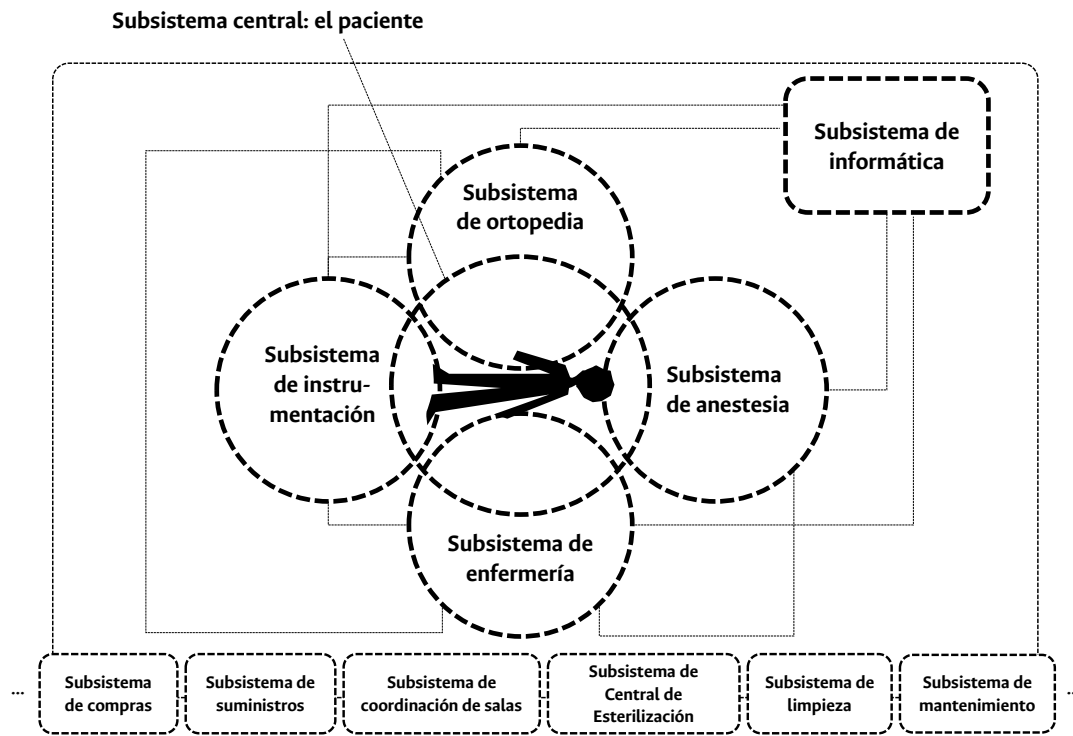 Subsistema central: el paciente
Subsistema de
informática
Subsistema
de ortopedia
Subsistema
de instru-
mentación
Subsistema
de anestesia
Subsistema de
enfermería
...
Subsistema
de compras
Subsistema de
suministros
Subsistema de
coordinación de salas
Subsistema de
Central de
Esterilización
Subsistema de
limpieza
Subsistema de
mantenimiento
...